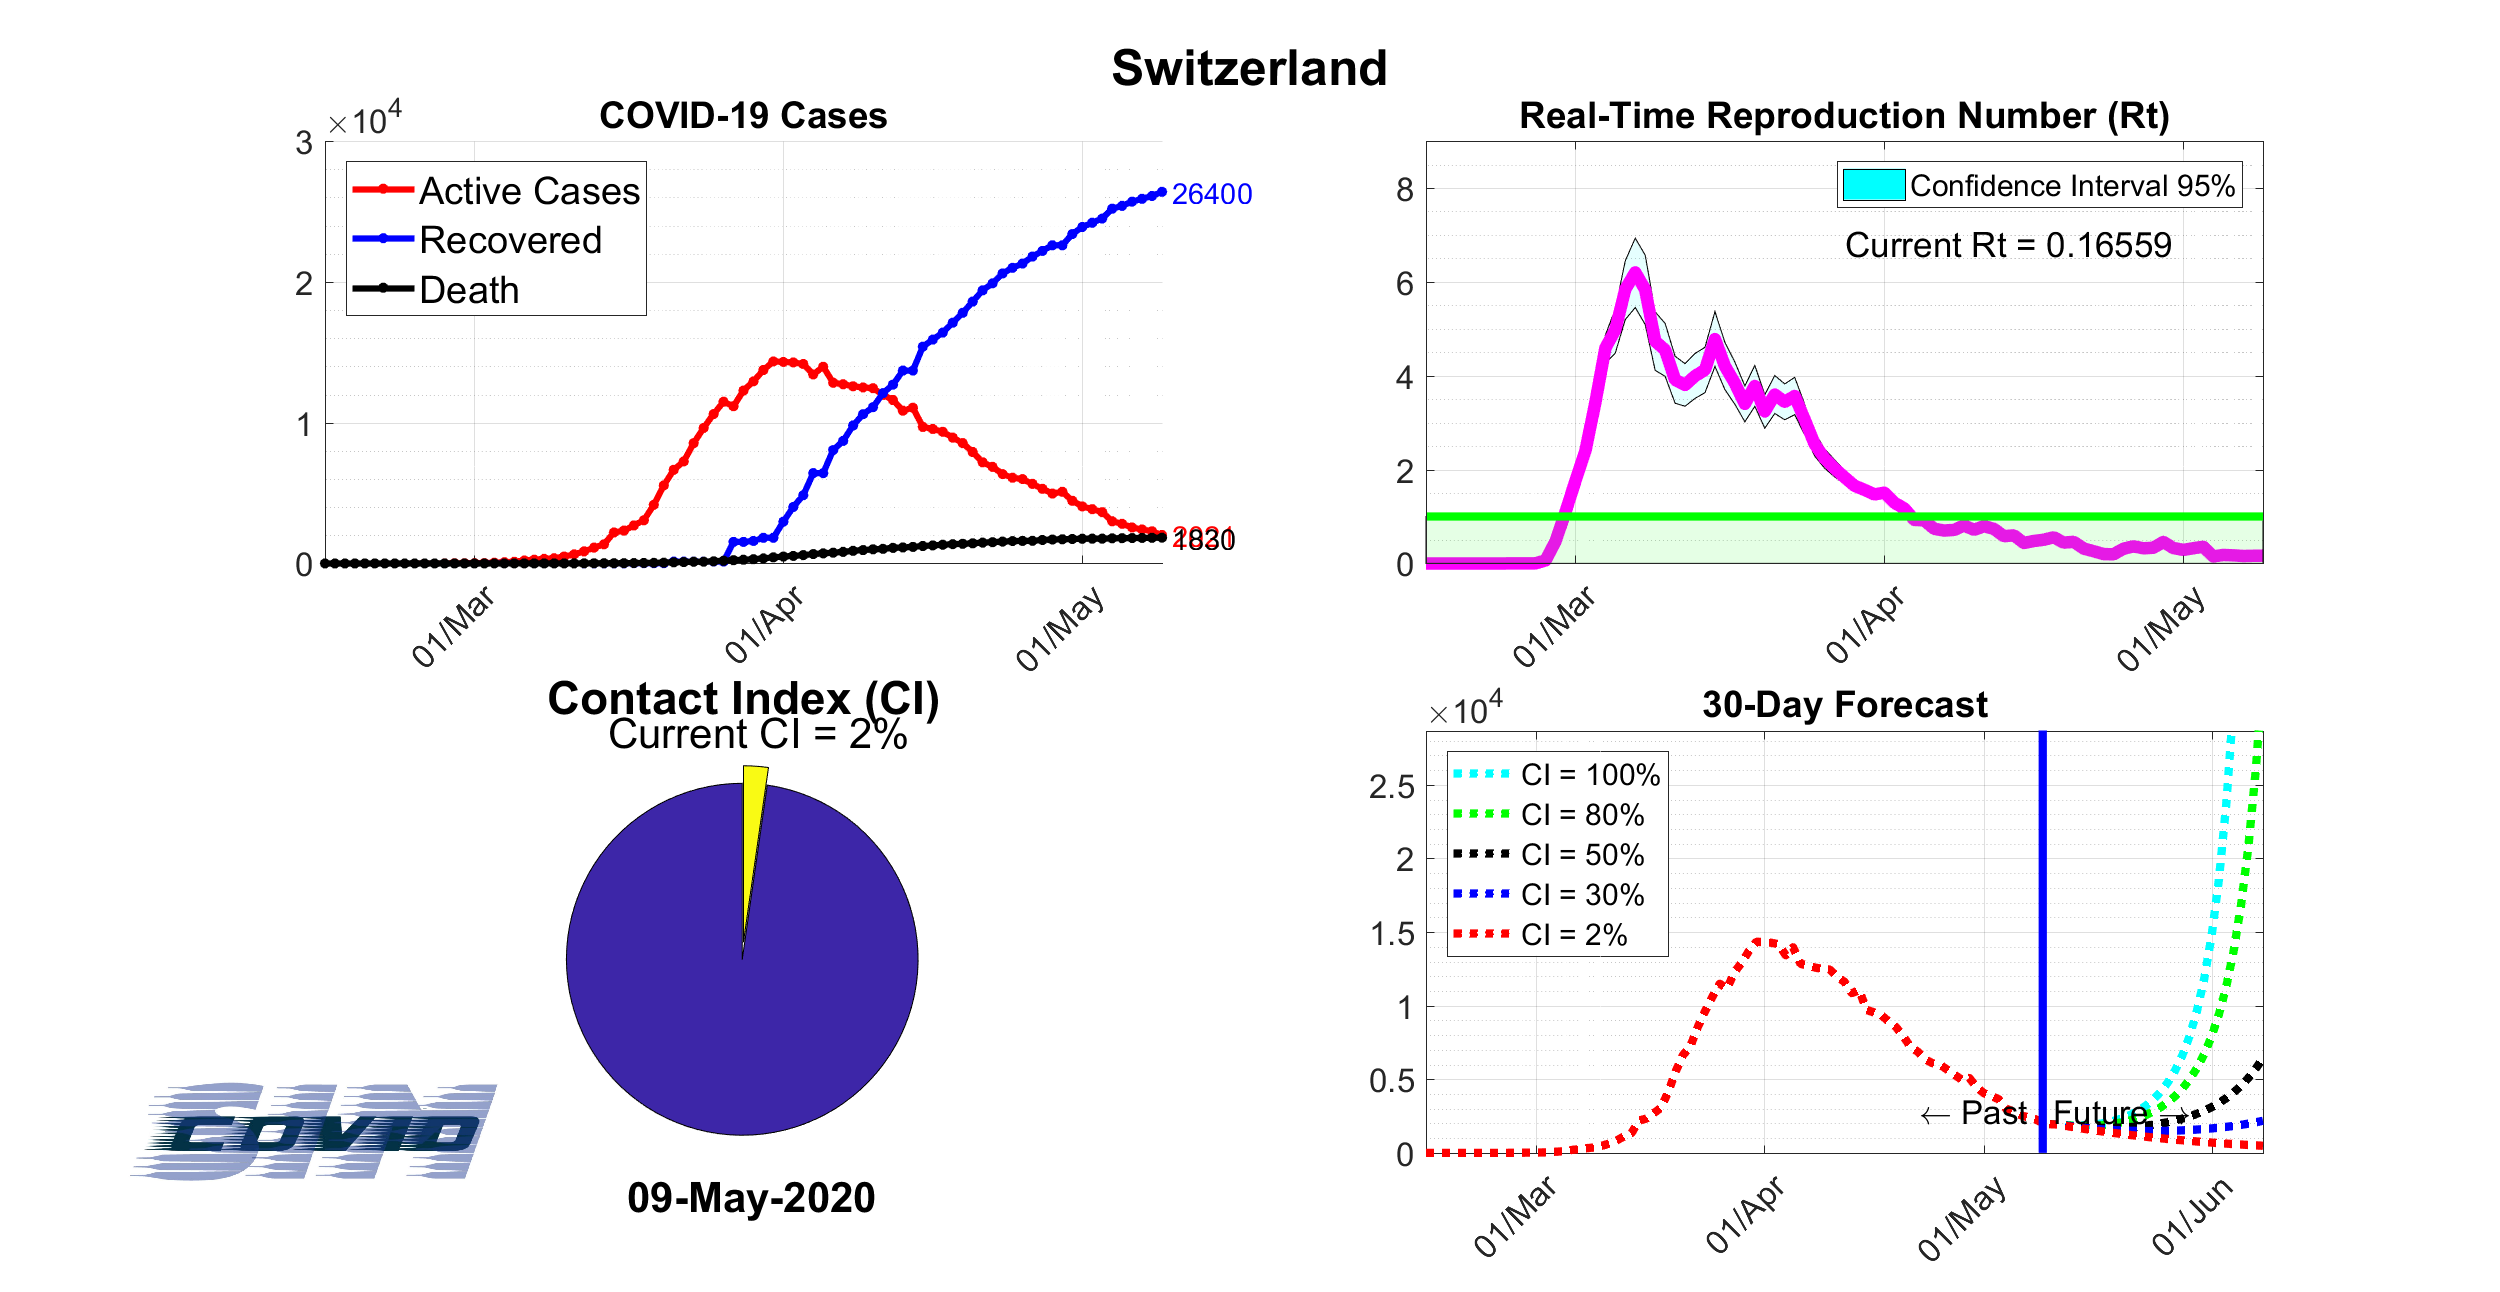 Switzerland
COVID-19 Cases
×10^4
3
2
1
0
Active Cases
Recovered
Death
26400
1830
01/Mar
01/Apr
01/May
Real-Time Reproduction Number (Rt)
8
6
4
2
0
Confidence Interval 95%
Current Rt = 0.16559
01/Mar
01/Apr
01/May
Contact Index (CI)
Current CI = 2%
SIM
COVID
09-May-2020
30-Day Forecast
×10^4
2.5
2
1.5
1
0.5
0
CI = 100%
CI = 80%
CI = 50%
CI = 30%
CI = 2%
← Past
Future →
01/Mar
01/Apr
01/May
01/Jun